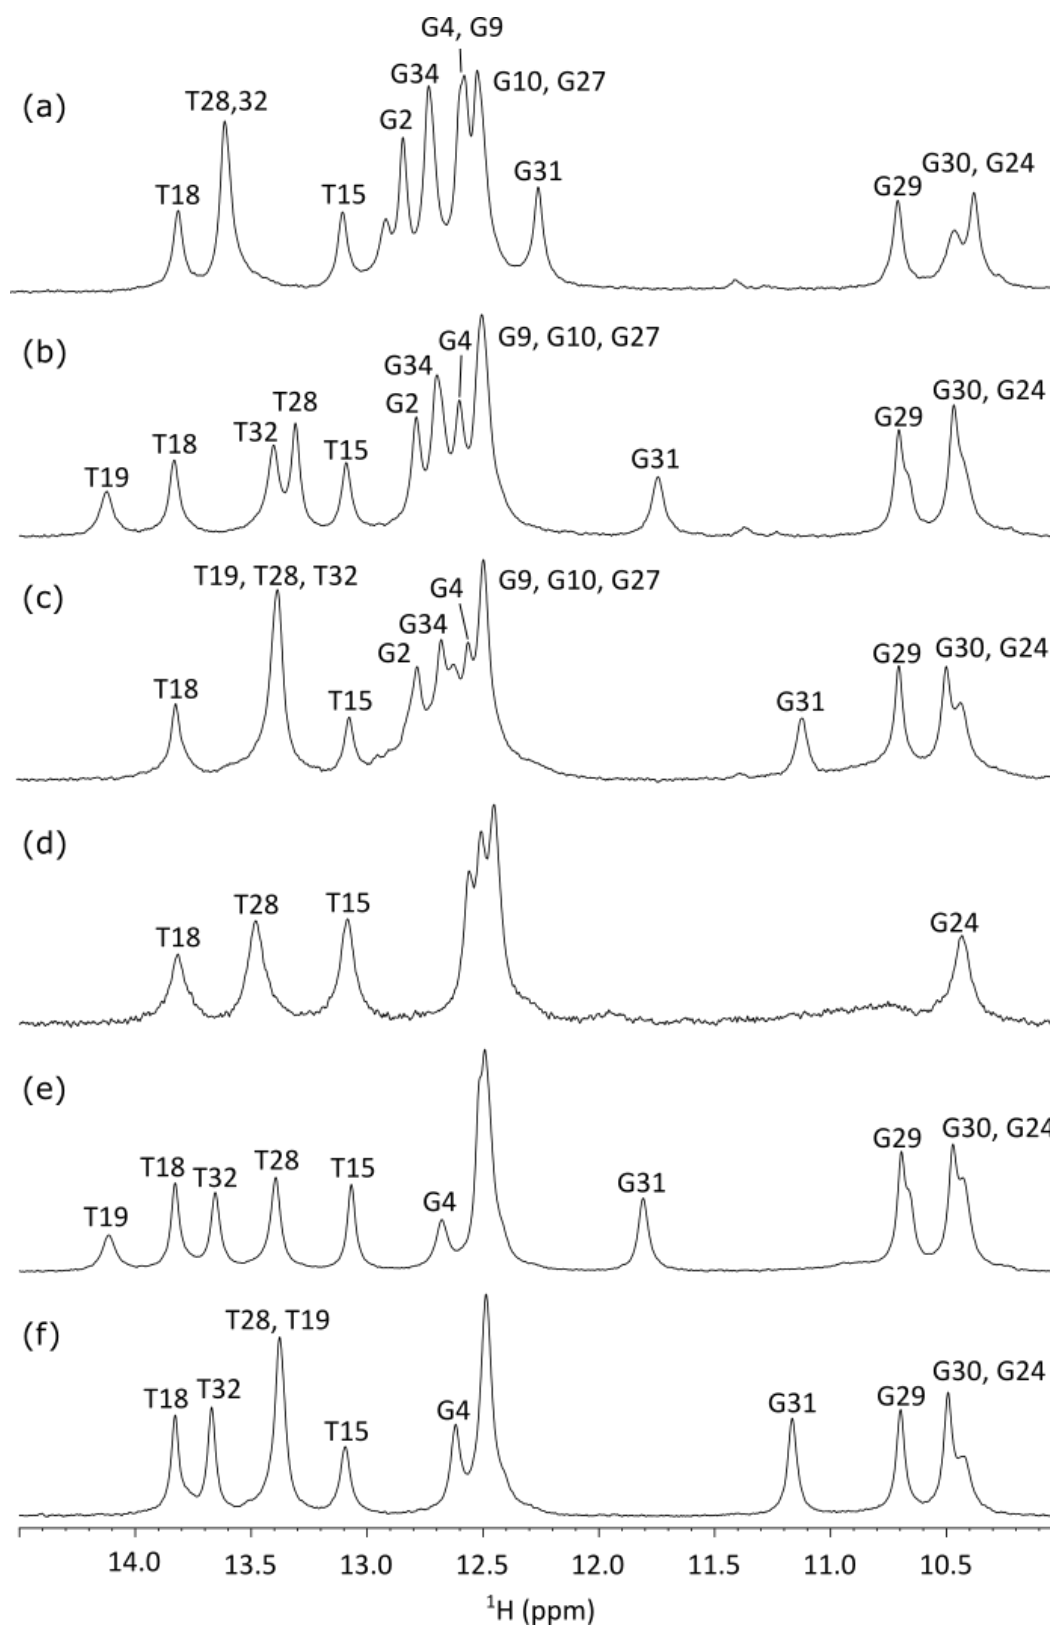 G4, G9
(a)
T28,32
G34
G10, G27
T18
G2
T15
G31
G29
G30, G24
(b)
T19
T18
T32
T28
T15
G2
G34
G4
G9, G10, G27
G31
G29
G30, G24
(c)
T18
T19, T28, T32
T15
G2
G34
G4
G9, G10, G27
G31
G29
G30, G24
(d)
T18
T28
T15
G24
(e)
T19
T18
T32
T28
T15
G4
G31
G29
G30, G24
(f)
T18
T32
T28, T19
T15
G4
G31
G29
G30, G24
14.0 13.5 13.0 12.5 12.0 11.5 11.0 10.5
¹H (ppm)